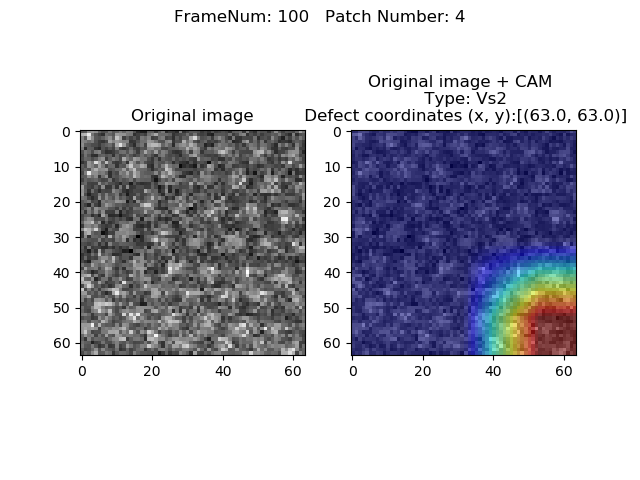 FrameNum: 100   Patch Number: 4
Original image
Original image + CAM
Type: Vs2
Defect coordinates (x, y):[(63.0, 63.0)]
0
10
20
30
40
50
60
0 20 40 60
0
10
20
30
40
50
60
0 20 40 60